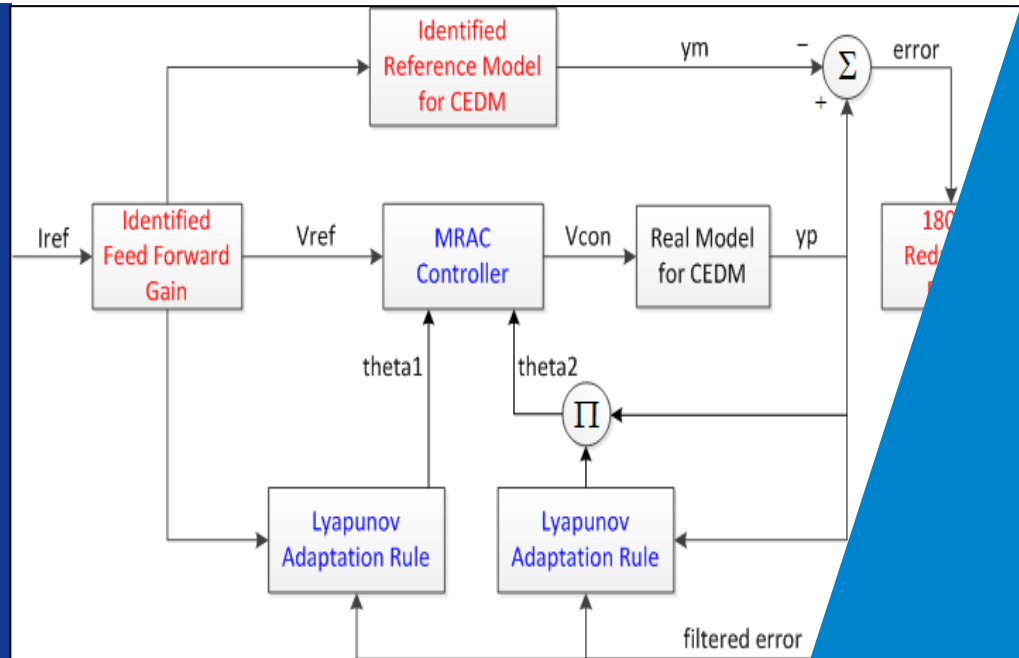 Identified
Reference Model
for CEDM
ym
−
Σ
error
+
Iref
Identified
Feed Forward
Gain
Vref
MRAC
Controller
Vcon
Real Model
for CEDM
yp
180
theta1
theta2
Π
Lyapunov
Adaptation Rule
Lyapunov
Adaptation Rule
filtered error